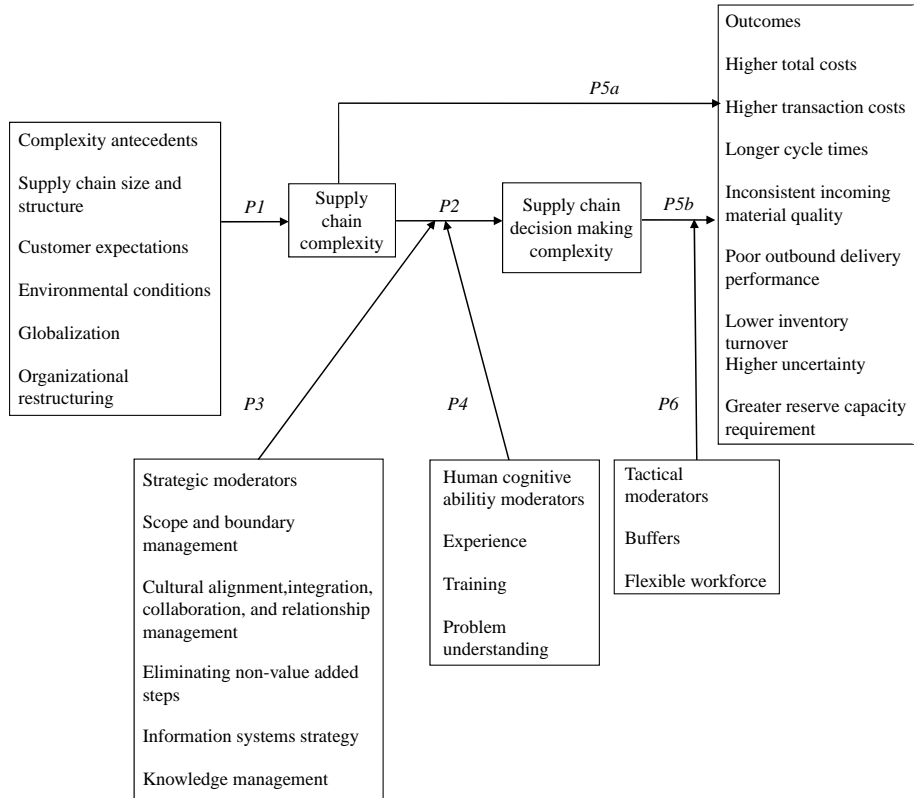 Complexity antecedents
Supply chain size and
structure
Customer expectations
Environmental conditions
Globalization
Organizational
restructuring
P1
Supply
chain
complexity
P2
Supply chain
decision making
complexity
P5a
P5b
Outcomes
Higher total costs
Higher transaction costs
Longer cycle times
Inconsistent incoming
material quality
Poor outbound delivery
performance
Lower inventory
turnover
Higher uncertainty
Greater reserve capacity
requirement
P3
P4
P6
Strategic moderators
Scope and boundary
management
Cultural alignment,integration,
collaboration, and relationship
management
Eliminating non-value added
steps
Information systems strategy
Knowledge management
Human cognitive
abilitiy moderators
Experience
Training
Problem
understanding
Tactical
moderators
Buffers
Flexible workforce